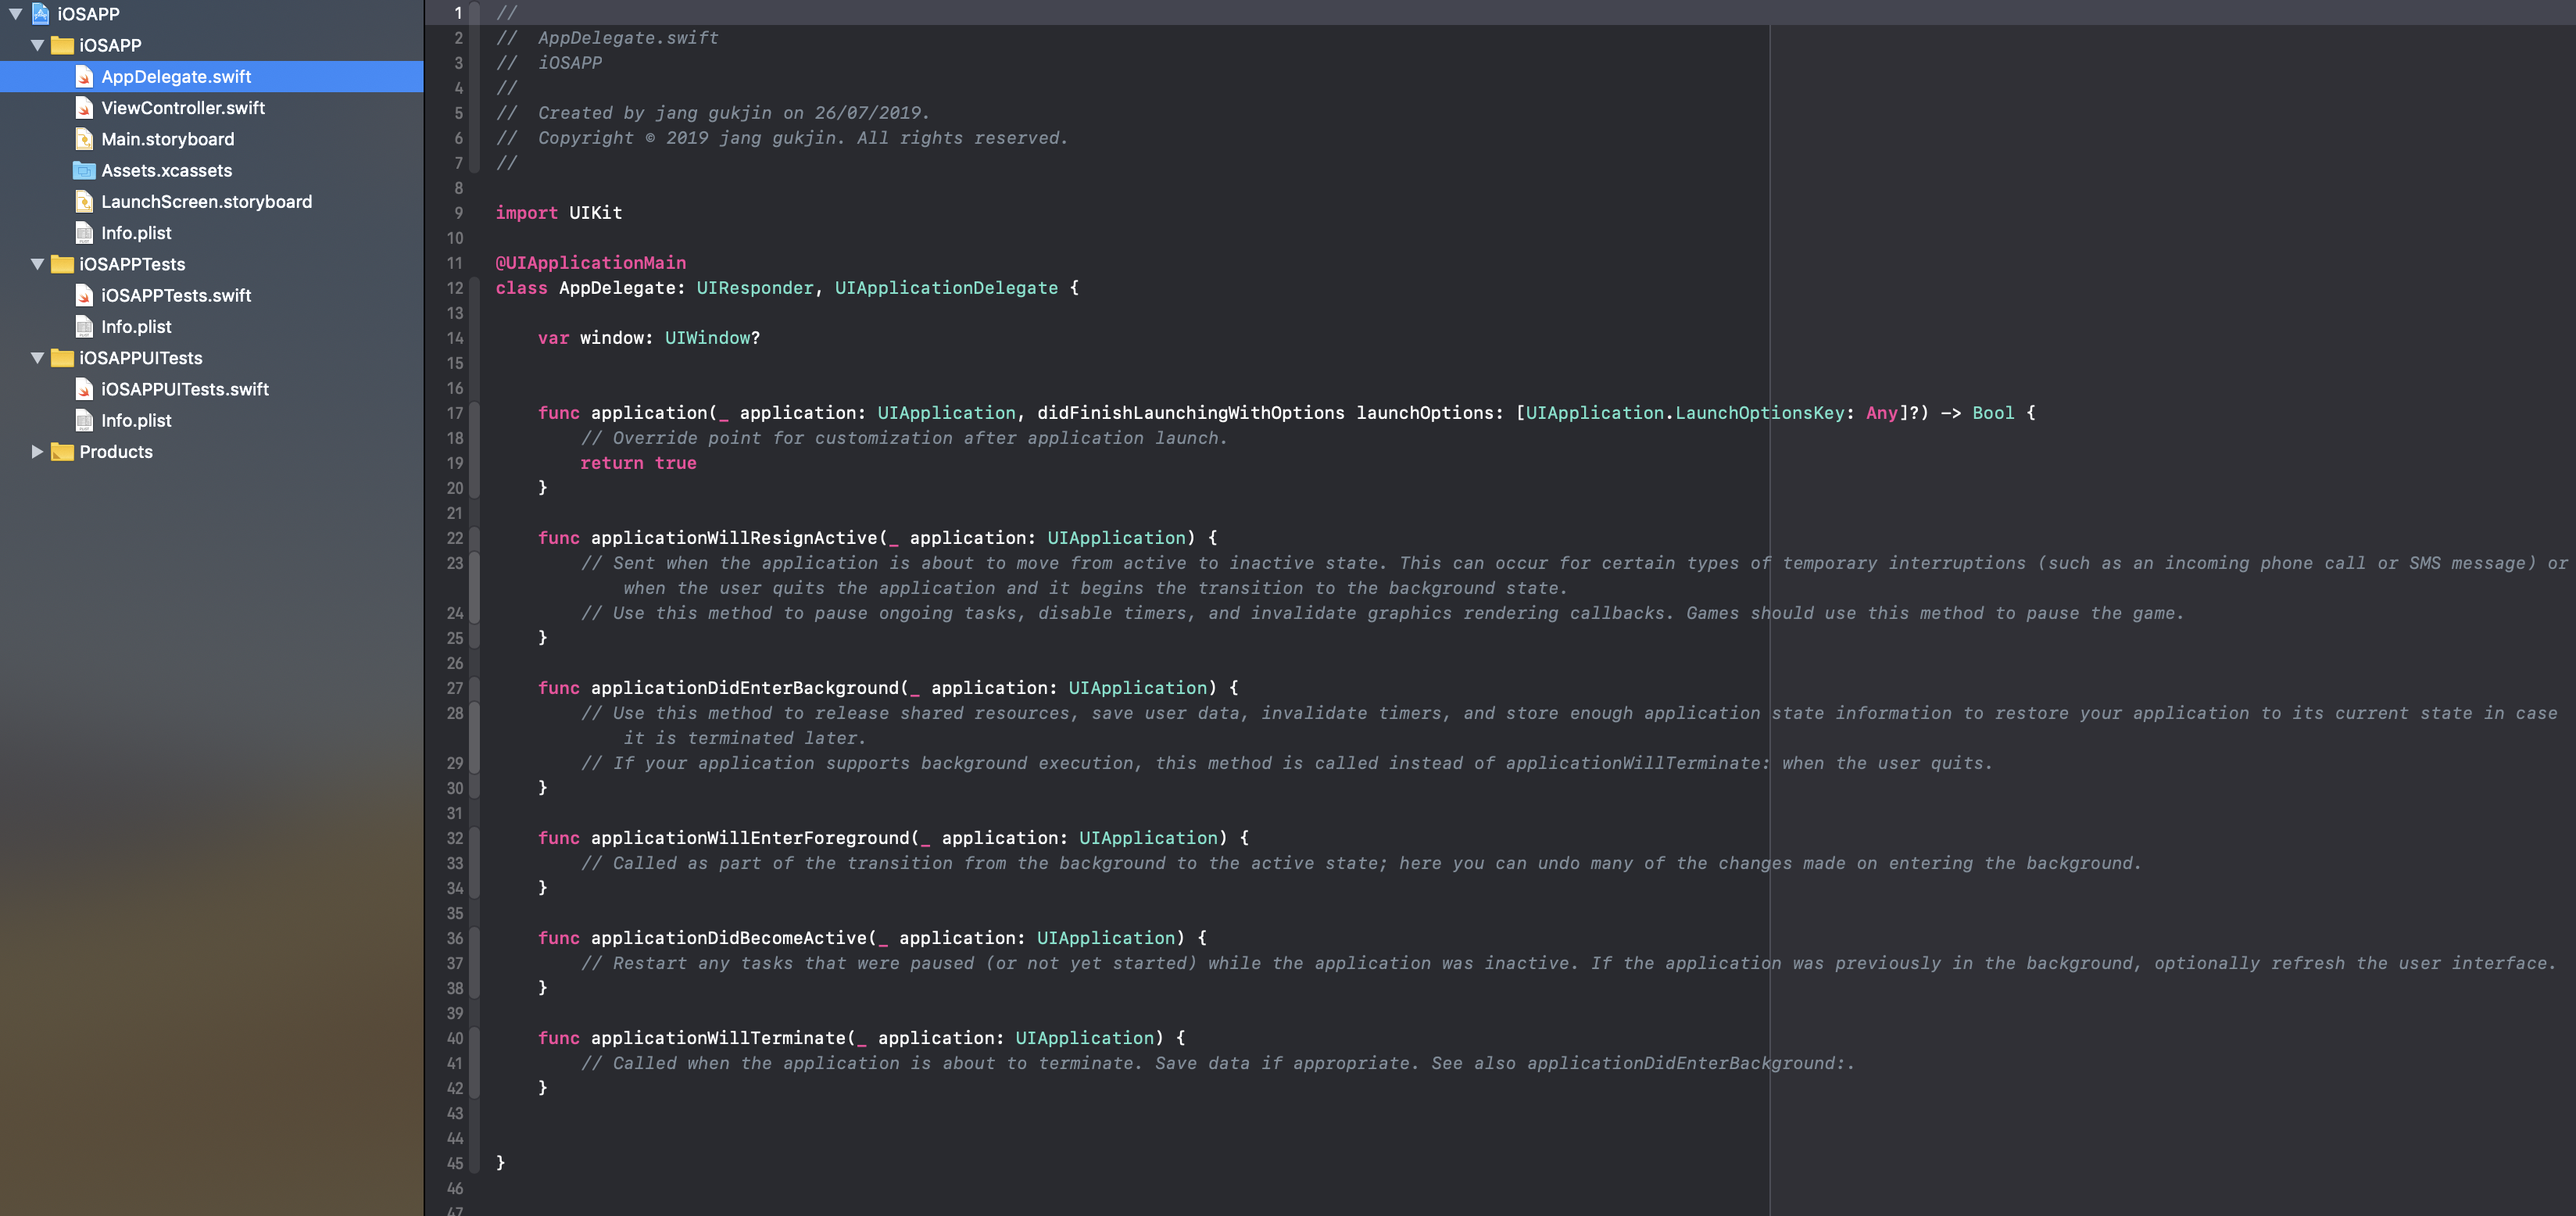 iOSAPP
iOSAPP
AppDelegate.swift
ViewController.swift
Main.storyboard
Assets.xcassets
LaunchScreen.storyboard
Info.plist
iOSAPPTests
iOSAPPTests.swift
Info.plist
iOSAPPUITests
iOSAPPUITests.swift
Info.plist
Products
1 //
2 //  AppDelegate.swift
3 //  iOSAPP
4 //
5 //  Created by jang gukjin on 26/07/2019.
6 //  Copyright © 2019 jang gukjin. All rights reserved.
7 //
8
9 import UIKit
10
11 @UIApplicationMain
12 class AppDelegate: UIResponder, UIApplicationDelegate {
13
14     var window: UIWindow?
15
16
17     func application(_ application: UIApplication, didFinishLaunchingWithOptions launchOptions: [UIApplication.LaunchOptionsKey: Any]?) -> Bool {
18         // Override point for customization after application launch.
19         return true
20     }
21
22     func applicationWillResignActive(_ application: UIApplication) {
23         // Sent when the application is about to move from active to inactive state. This can occur for certain types of temporary interruptions (such as an incoming phone call or SMS message) or
when the user quits the application and it begins the transition to the background state.
24         // Use this method to pause ongoing tasks, disable timers, and invalidate graphics rendering callbacks. Games should use this method to pause the game.
25     }
26
27     func applicationDidEnterBackground(_ application: UIApplication) {
28         // Use this method to release shared resources, save user data, invalidate timers, and store enough application state information to restore your application to its current state in case
it is terminated later.
29         // If your application supports background execution, this method is called instead of applicationWillTerminate: when the user quits.
30     }
31
32     func applicationWillEnterForeground(_ application: UIApplication) {
33         // Called as part of the transition from the background to the active state; here you can undo many of the changes made on entering the background.
34     }
35
36     func applicationDidBecomeActive(_ application: UIApplication) {
37         // Restart any tasks that were paused (or not yet started) while the application was inactive. If the application was previously in the background, optionally refresh the user interface.
38     }
39
40     func applicationWillTerminate(_ application: UIApplication) {
41         // Called when the application is about to terminate. Save data if appropriate. See also applicationDidEnterBackground:.
42     }
43
44
45 }
46
47